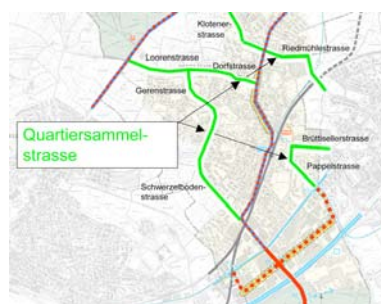 Klotener-
strasse
Riedmühlestrasse
Loorenstrasse
Dorfstrasse
Gerenstrasse
Quartiersammel-
strasse
Brüttisellerstrasse
Pappelstrasse
Schwerzelboden-
strasse